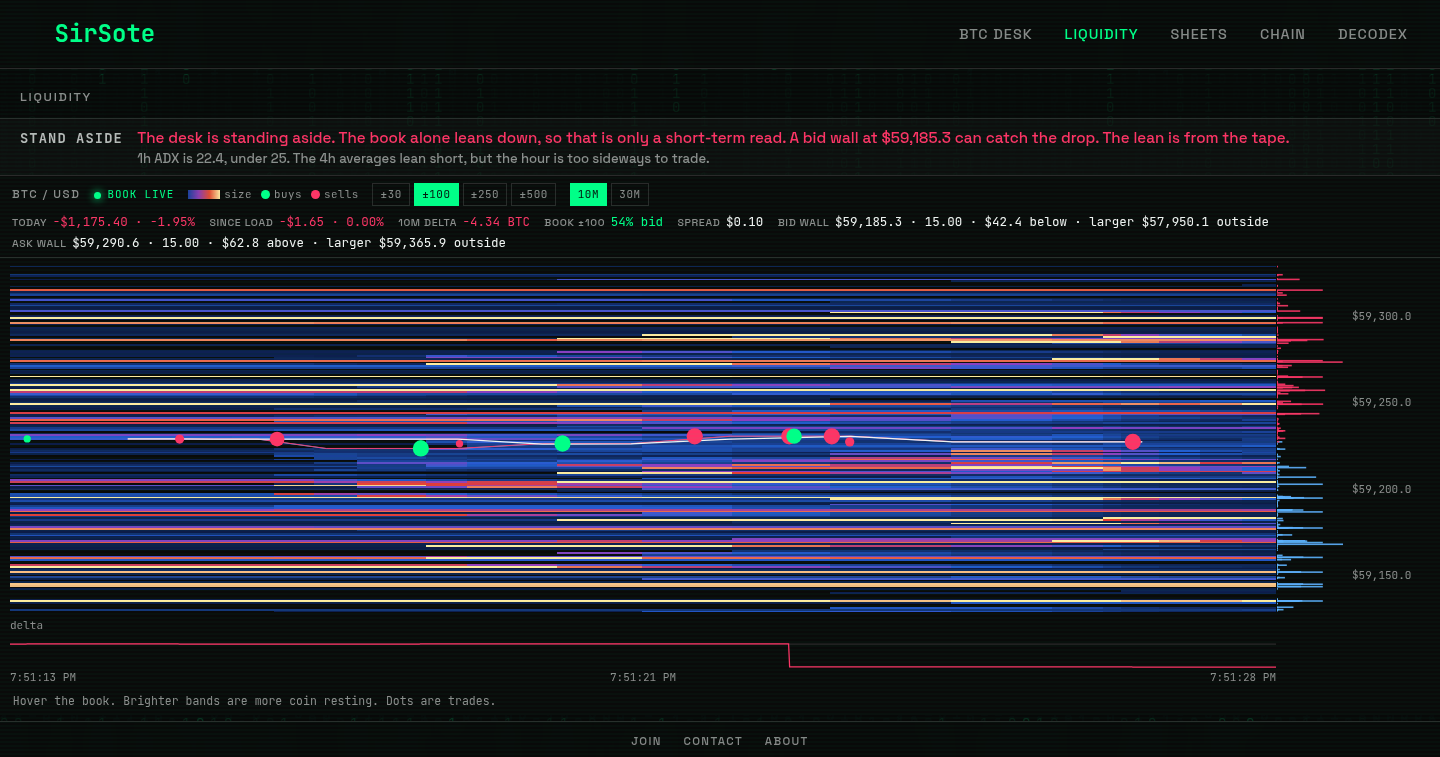 SirSote
BTC DESK LIQUIDITY SHEETS CHAIN DECODEX
LIQUIDITY
STAND ASIDE The desk is standing aside. The book alone leans down, so that is only a short-term read. A bid wall at $59,185.3 can catch the drop. The lean is from the tape.
1h ADX is 22.4, under 25. The 4h averages lean short, but the hour is too sideways to trade.
BTC / USD BOOK LIVE size buys sells ±30 ±100 ±250 ±500 10M 30M
TODAY -$1,175.40 · -1.95% SINCE LOAD -$1.65 · 0.00% 10M DELTA -4.34 BTC BOOK ±100 54% bid SPREAD $0.10 BID WALL $59,185.3 · 15.00 · $42.4 below · larger $57,950.1 outside
ASK WALL $59,290.6 · 15.00 · $62.8 above · larger $59,365.9 outside
$59,300.0
$59,250.0
$59,200.0
$59,150.0
delta
7:51:13 PM 7:51:21 PM 7:51:28 PM
Hover the book. Brighter bands are more coin resting. Dots are trades.
JOIN CONTACT ABOUT